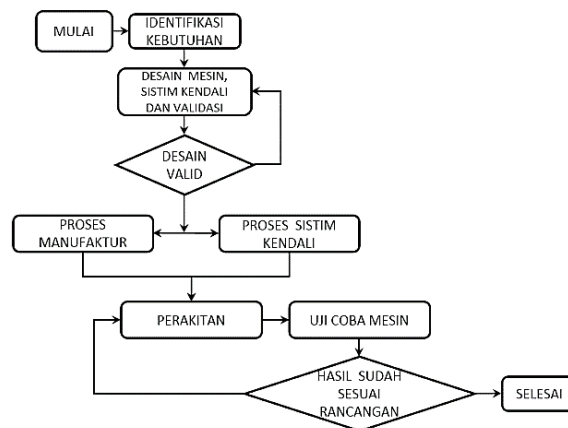 MULAI
IDENTIFIKASI
KEBUTUHAN
DESAIN MESIN,
SISTIM KENDALI
DAN VALIDASI
DESAIN
VALID
PROSES
MANUFAKTUR
PROSES SISTIM
KENDALI
PERAKITAN
UJI COBA MESIN
HASIL SUDAH
SESUAI
RANCANGAN
SELESAI